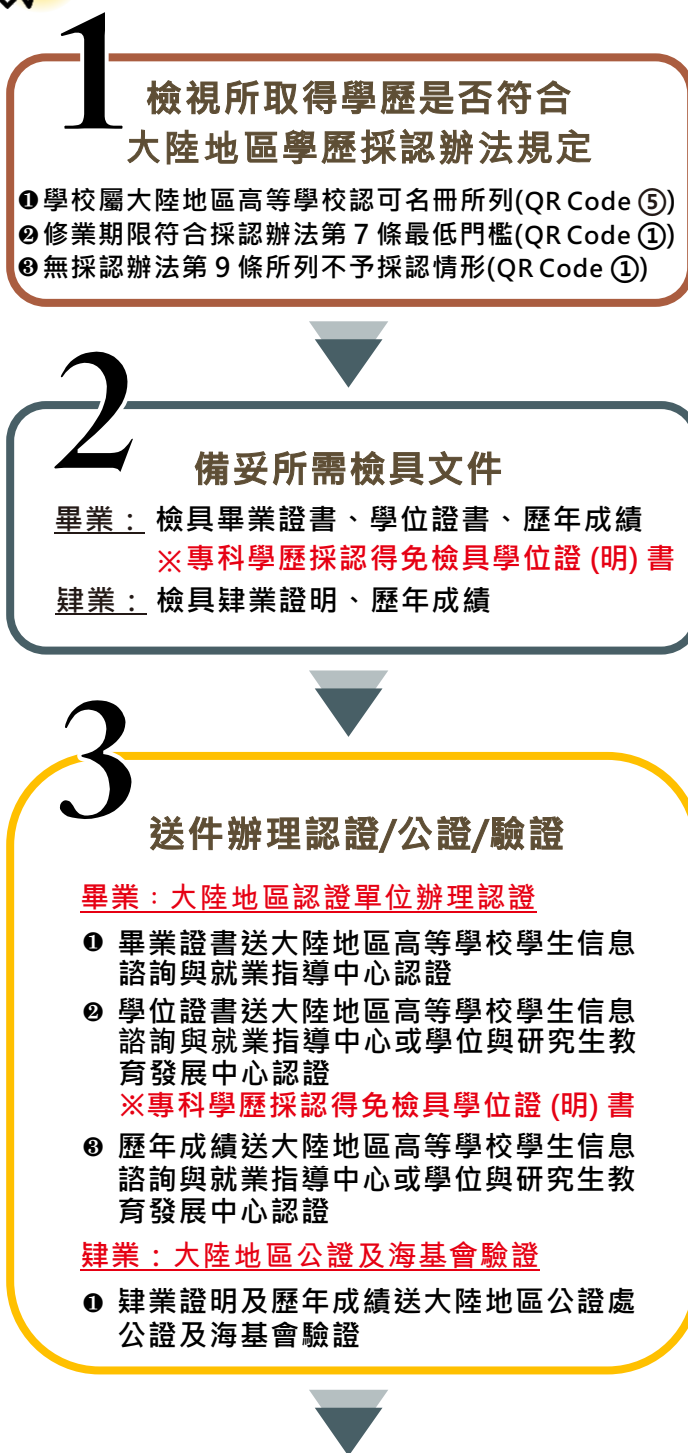 1
檢視所取得學歷是否符合
大陸地區學歷採認辦法規定
❶學校屬大陸地區高等學校認可名冊所列(QR Code ⑤)
❷修業期限符合採認辦法第 7 條最低門檻(QR Code ①)
❸無採認辦法第 9 條所列不予採認情形(QR Code ①)
2
備妥所需檢具文件
畢業： 檢具畢業證書、學位證書、歷年成績
※專科學歷採認得免檢具學位證 (明) 書
肄業： 檢具肄業證明、歷年成績
3
送件辦理認證/公證/驗證
畢業：大陸地區認證單位辦理認證
❶ 畢業證書送大陸地區高等學校學生信息
諮詢與就業指導中心認證
❷ 學位證書送大陸地區高等學校學生信息
諮詢與就業指導中心或學位與研究生教
育發展中心認證
※專科學歷採認得免檢具學位證 (明) 書
❸ 歷年成績送大陸地區高等學校學生信息
諮詢與就業指導中心或學位與研究生教
育發展中心認證
肄業：大陸地區公證及海基會驗證
❶ 肄業證明及歷年成績送大陸地區公證處
公證及海基會驗證